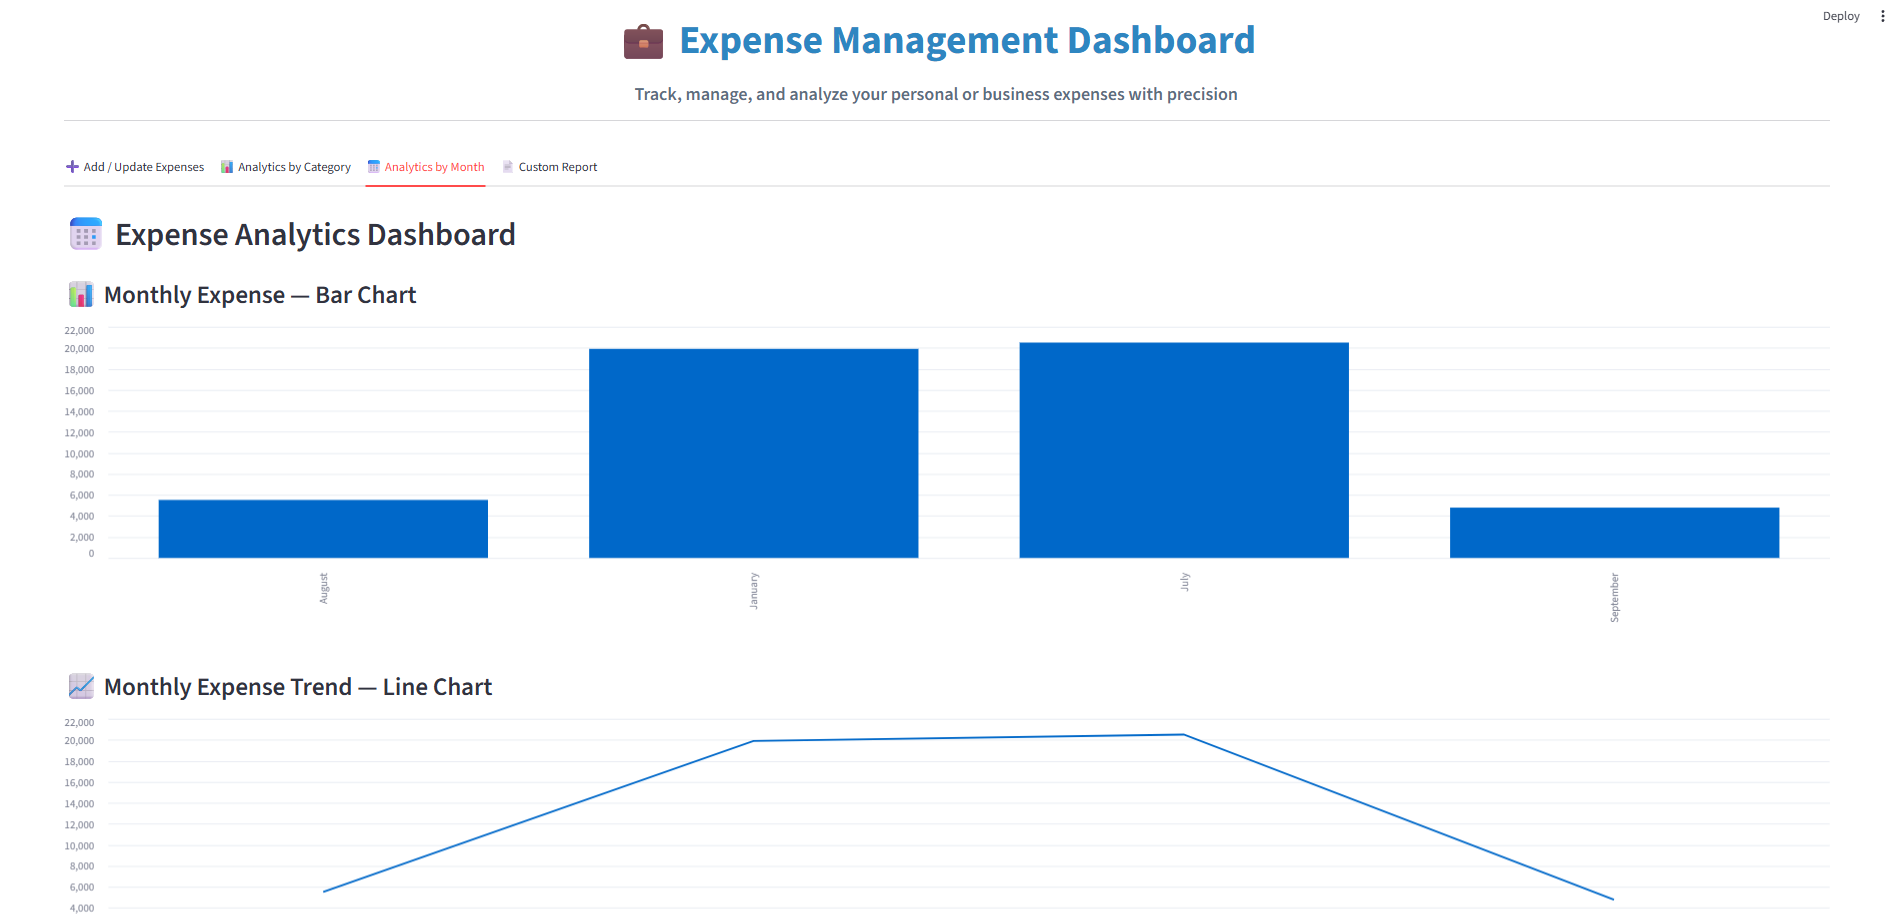 Deploy
Expense Management Dashboard
Track, manage, and analyze your personal or business expenses with precision
Add / Update Expenses
Analytics by Category
Analytics by Month
Custom Report
Expense Analytics Dashboard
Monthly Expense — Bar Chart
22,000
20,000
18,000
16,000
14,000
12,000
10,000
8,000
6,000
4,000
2,000
0
August
January
July
September
Monthly Expense Trend — Line Chart
22,000
20,000
18,000
16,000
14,000
12,000
10,000
8,000
6,000
4,000